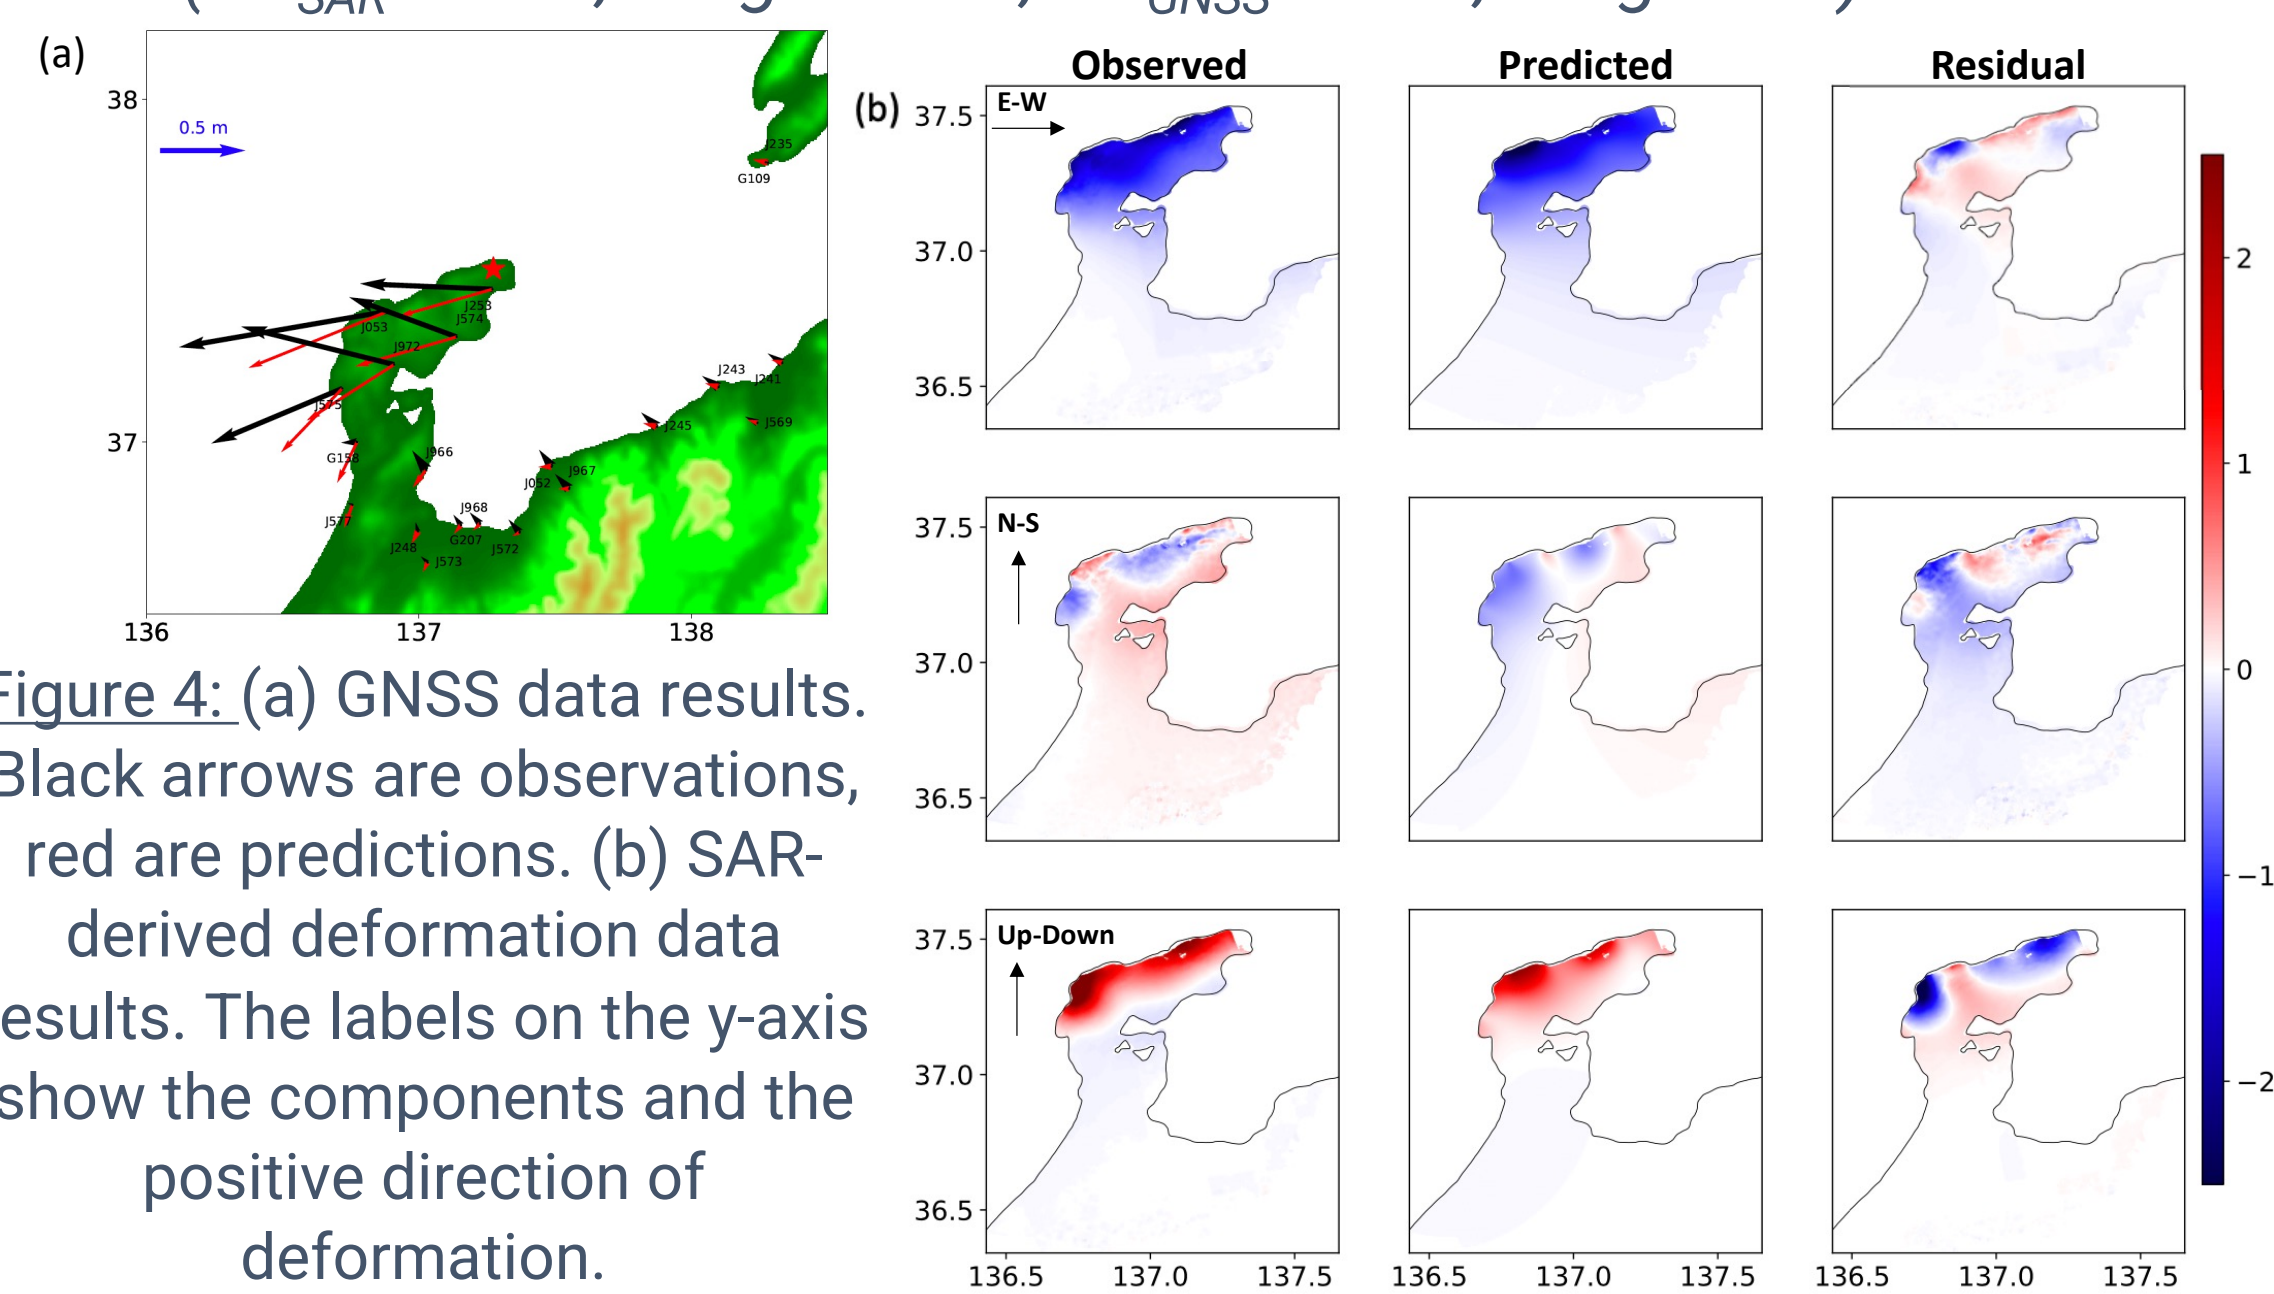 SAR
GNSS
(a)
38
37
136
137
138
0.5 m
J235
G109
J253
J574
J053
J972
J575
J243
J241
J245
J569
G158
J966
J967
J052
J577
J968
G207
J248
J572
J573
Figure 4: (a) GNSS data results.
Black arrows are observations,
red are predictions. (b) SAR-
derived deformation data
results. The labels on the y-axis
show the components and the
positive direction of
deformation.
(b)
Observed
Predicted
Residual
E-W
37.5
37.0
36.5
N-S
37.5
37.0
36.5
Up-Down
37.5
37.0
36.5
136.5 137.0 137.5
136.5 137.0 137.5
136.5 137.0 137.5
2
1
0
−1
−2